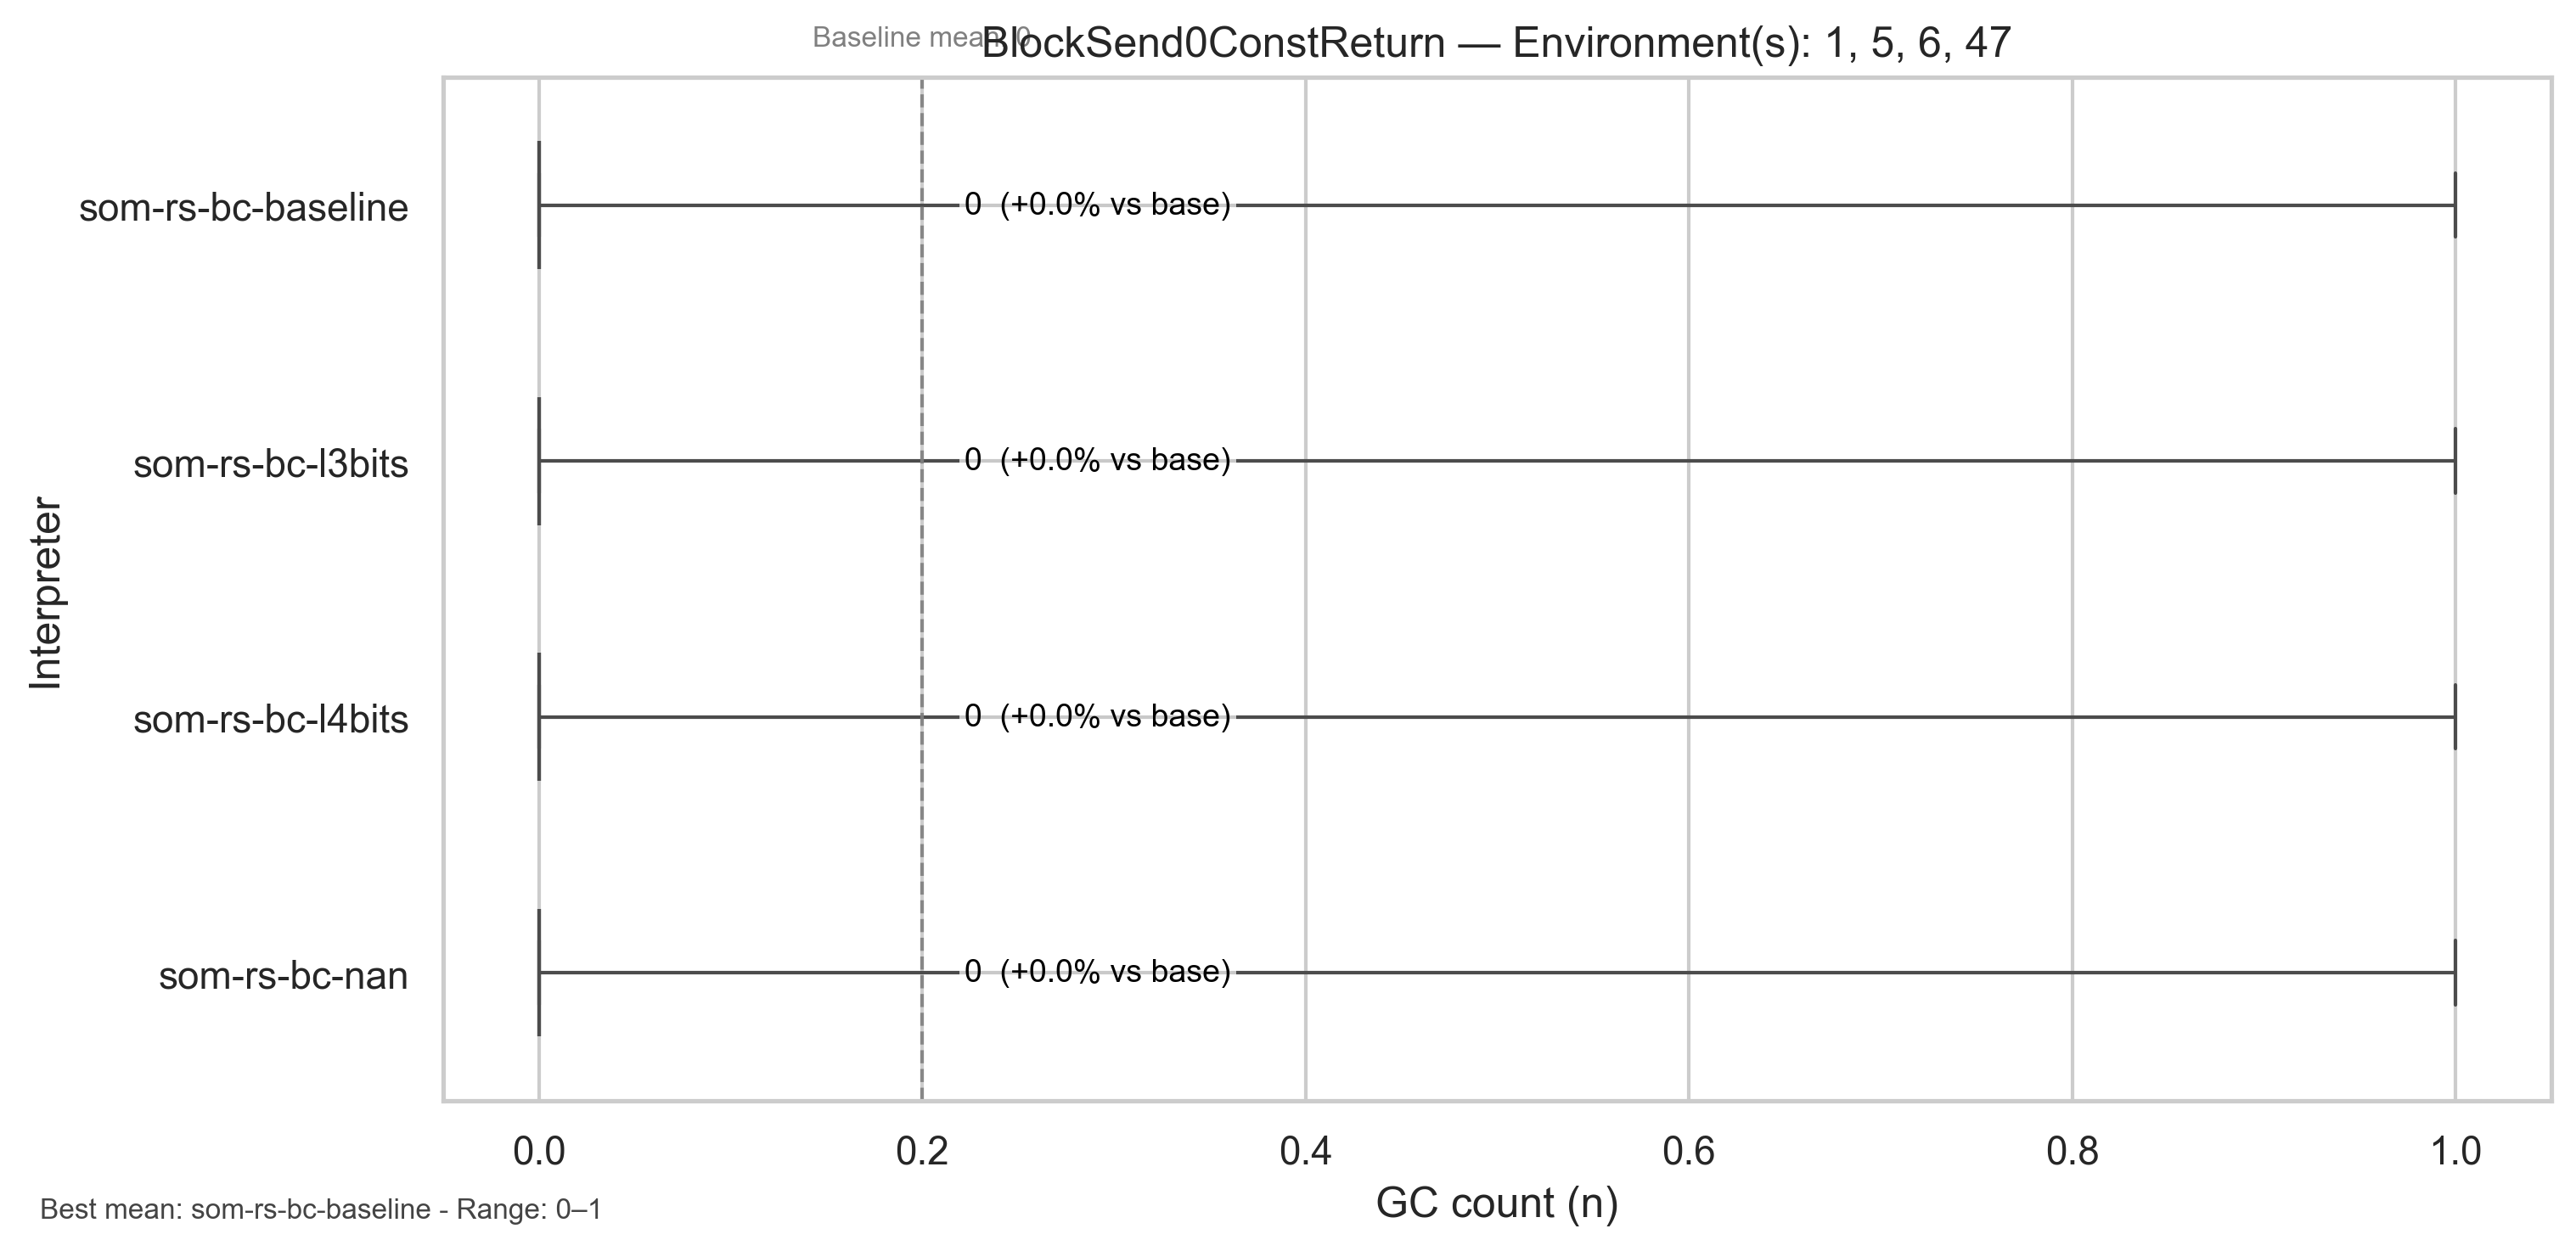 Baseline mean: 0
BlockSend0ConstReturn — Environment(s): 1, 5, 6, 47
som-rs-bc-baseline
0 (+0.0% vs base)
som-rs-bc-l3bits
0 (+0.0% vs base)
som-rs-bc-l4bits
0 (+0.0% vs base)
som-rs-bc-nan
0 (+0.0% vs base)
Interpreter
0.0 0.2 0.4 0.6 0.8 1.0
GC count (n)
Best mean: som-rs-bc-baseline - Range: 0–1